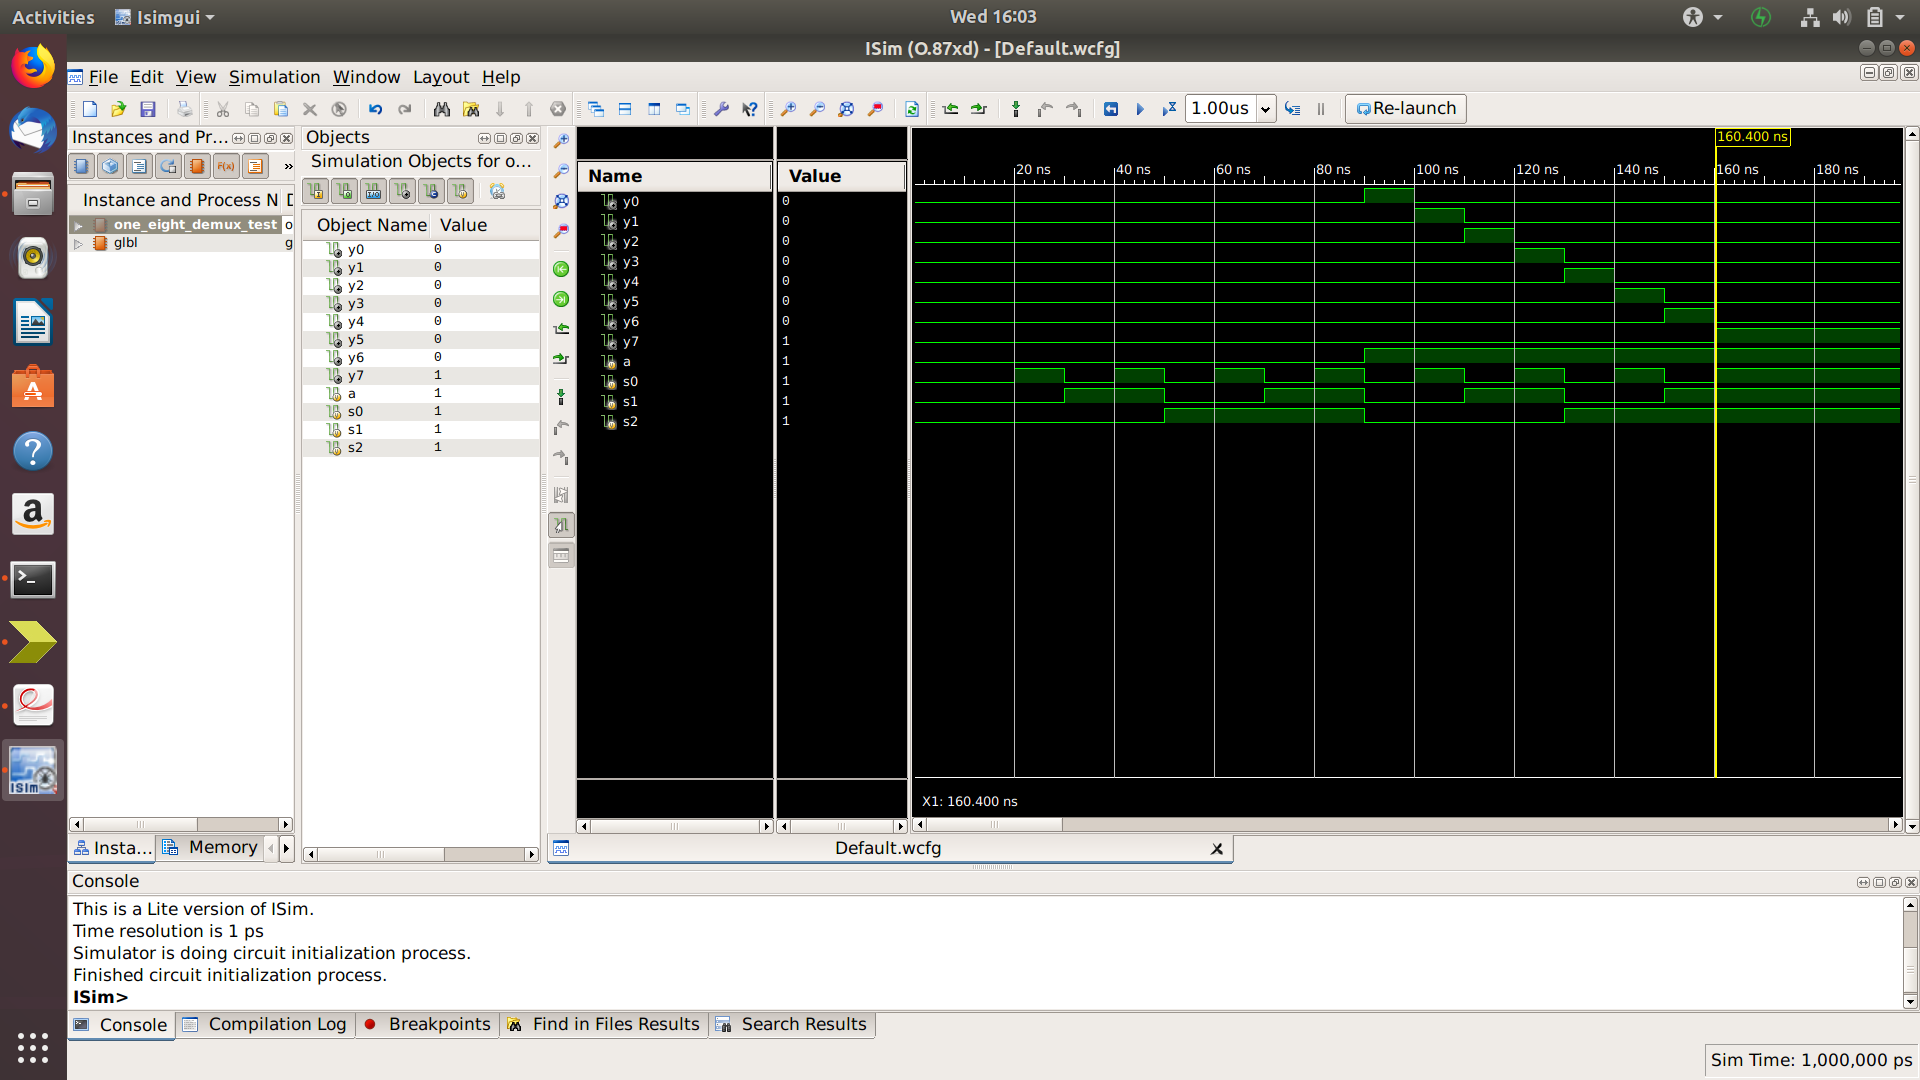 Activities
Isimgui
Wed 16:03
ISim (O.87xd) - [Default.wcfg]
File Edit View Simulation Window Layout Help
1.00us
Re-launch
Instances and Pr...
Instance and Process N D
one_eight_demux_test o
glbl g
Insta...
Memory
Objects
Simulation Objects for o...
Object Name Value
y0 0
y1 0
y2 0
y3 0
y4 0
y5 0
y6 0
y7 1
a 1
s0 1
s1 1
s2 1
Name Value
y0 0
y1 0
y2 0
y3 0
y4 0
y5 0
y6 0
y7 1
a 1
s0 1
s1 1
s2 1
160.400 ns
20 ns 40 ns 60 ns 80 ns 100 ns 120 ns 140 ns 160 ns 180 ns
X1: 160.400 ns
Default.wcfg
Console
This is a Lite version of ISim.
Time resolution is 1 ps
Simulator is doing circuit initialization process.
Finished circuit initialization process.
ISim>
Console
Compilation Log
Breakpoints
Find in Files Results
Search Results
Sim Time: 1,000,000 ps
ISim